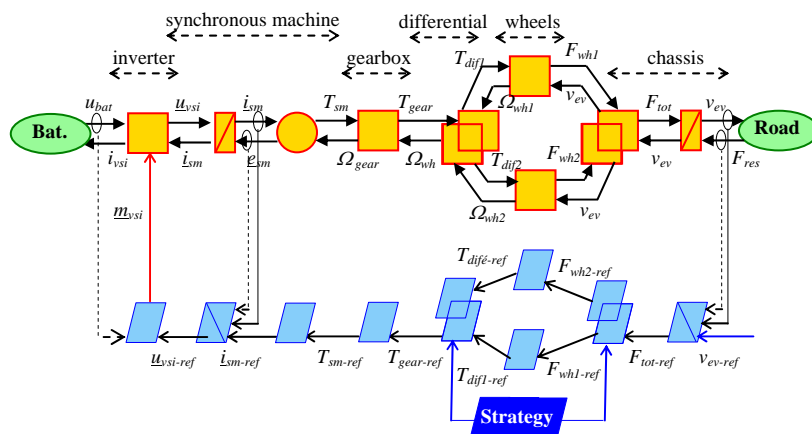 synchronous machine
differential
wheels
inverter
gearbox
chassis
T_dif1
F_wh1
u_bat
u_vsi
i_sm
T_sm
T_gear
Ω_wh1
v_ev
F_tot
v_ev
Bat.
Road
i_vsi
i_sm
e_sm
Ω_gear
Ω_wh
T_dif2
F_wh2
v_ev
F_res
m_vsi
Ω_wh2
v_ev
T_difé-ref
F_wh2-ref
u_vsi-ref
i_sm-ref
T_sm-ref
T_gear-ref
T_dif1-ref
F_wh1-ref
F_tot-ref
v_ev-ref
Strategy